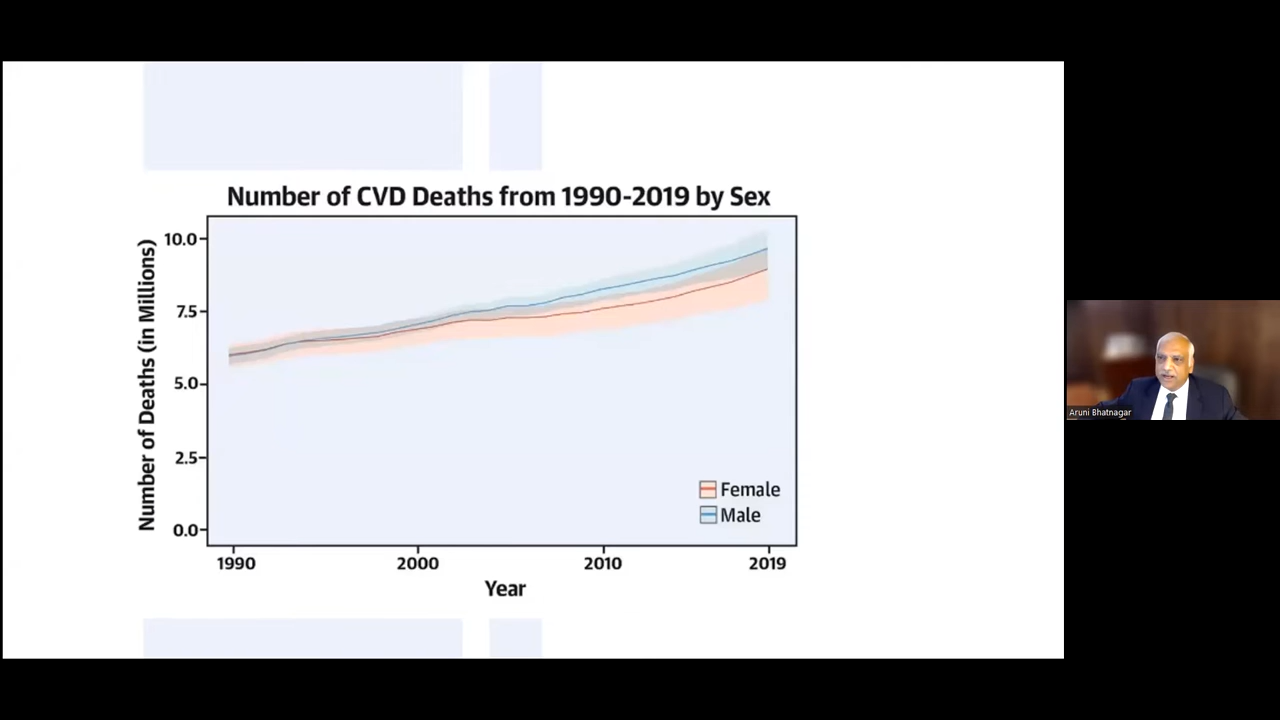 Number of CVD Deaths from 1990-2019 by Sex
Number of Deaths (in Millions)
10.0
7.5
5.0
2.5
0.0
Female
Male
1990 2000 2010 2019
Year
Aruni Bhatnagar